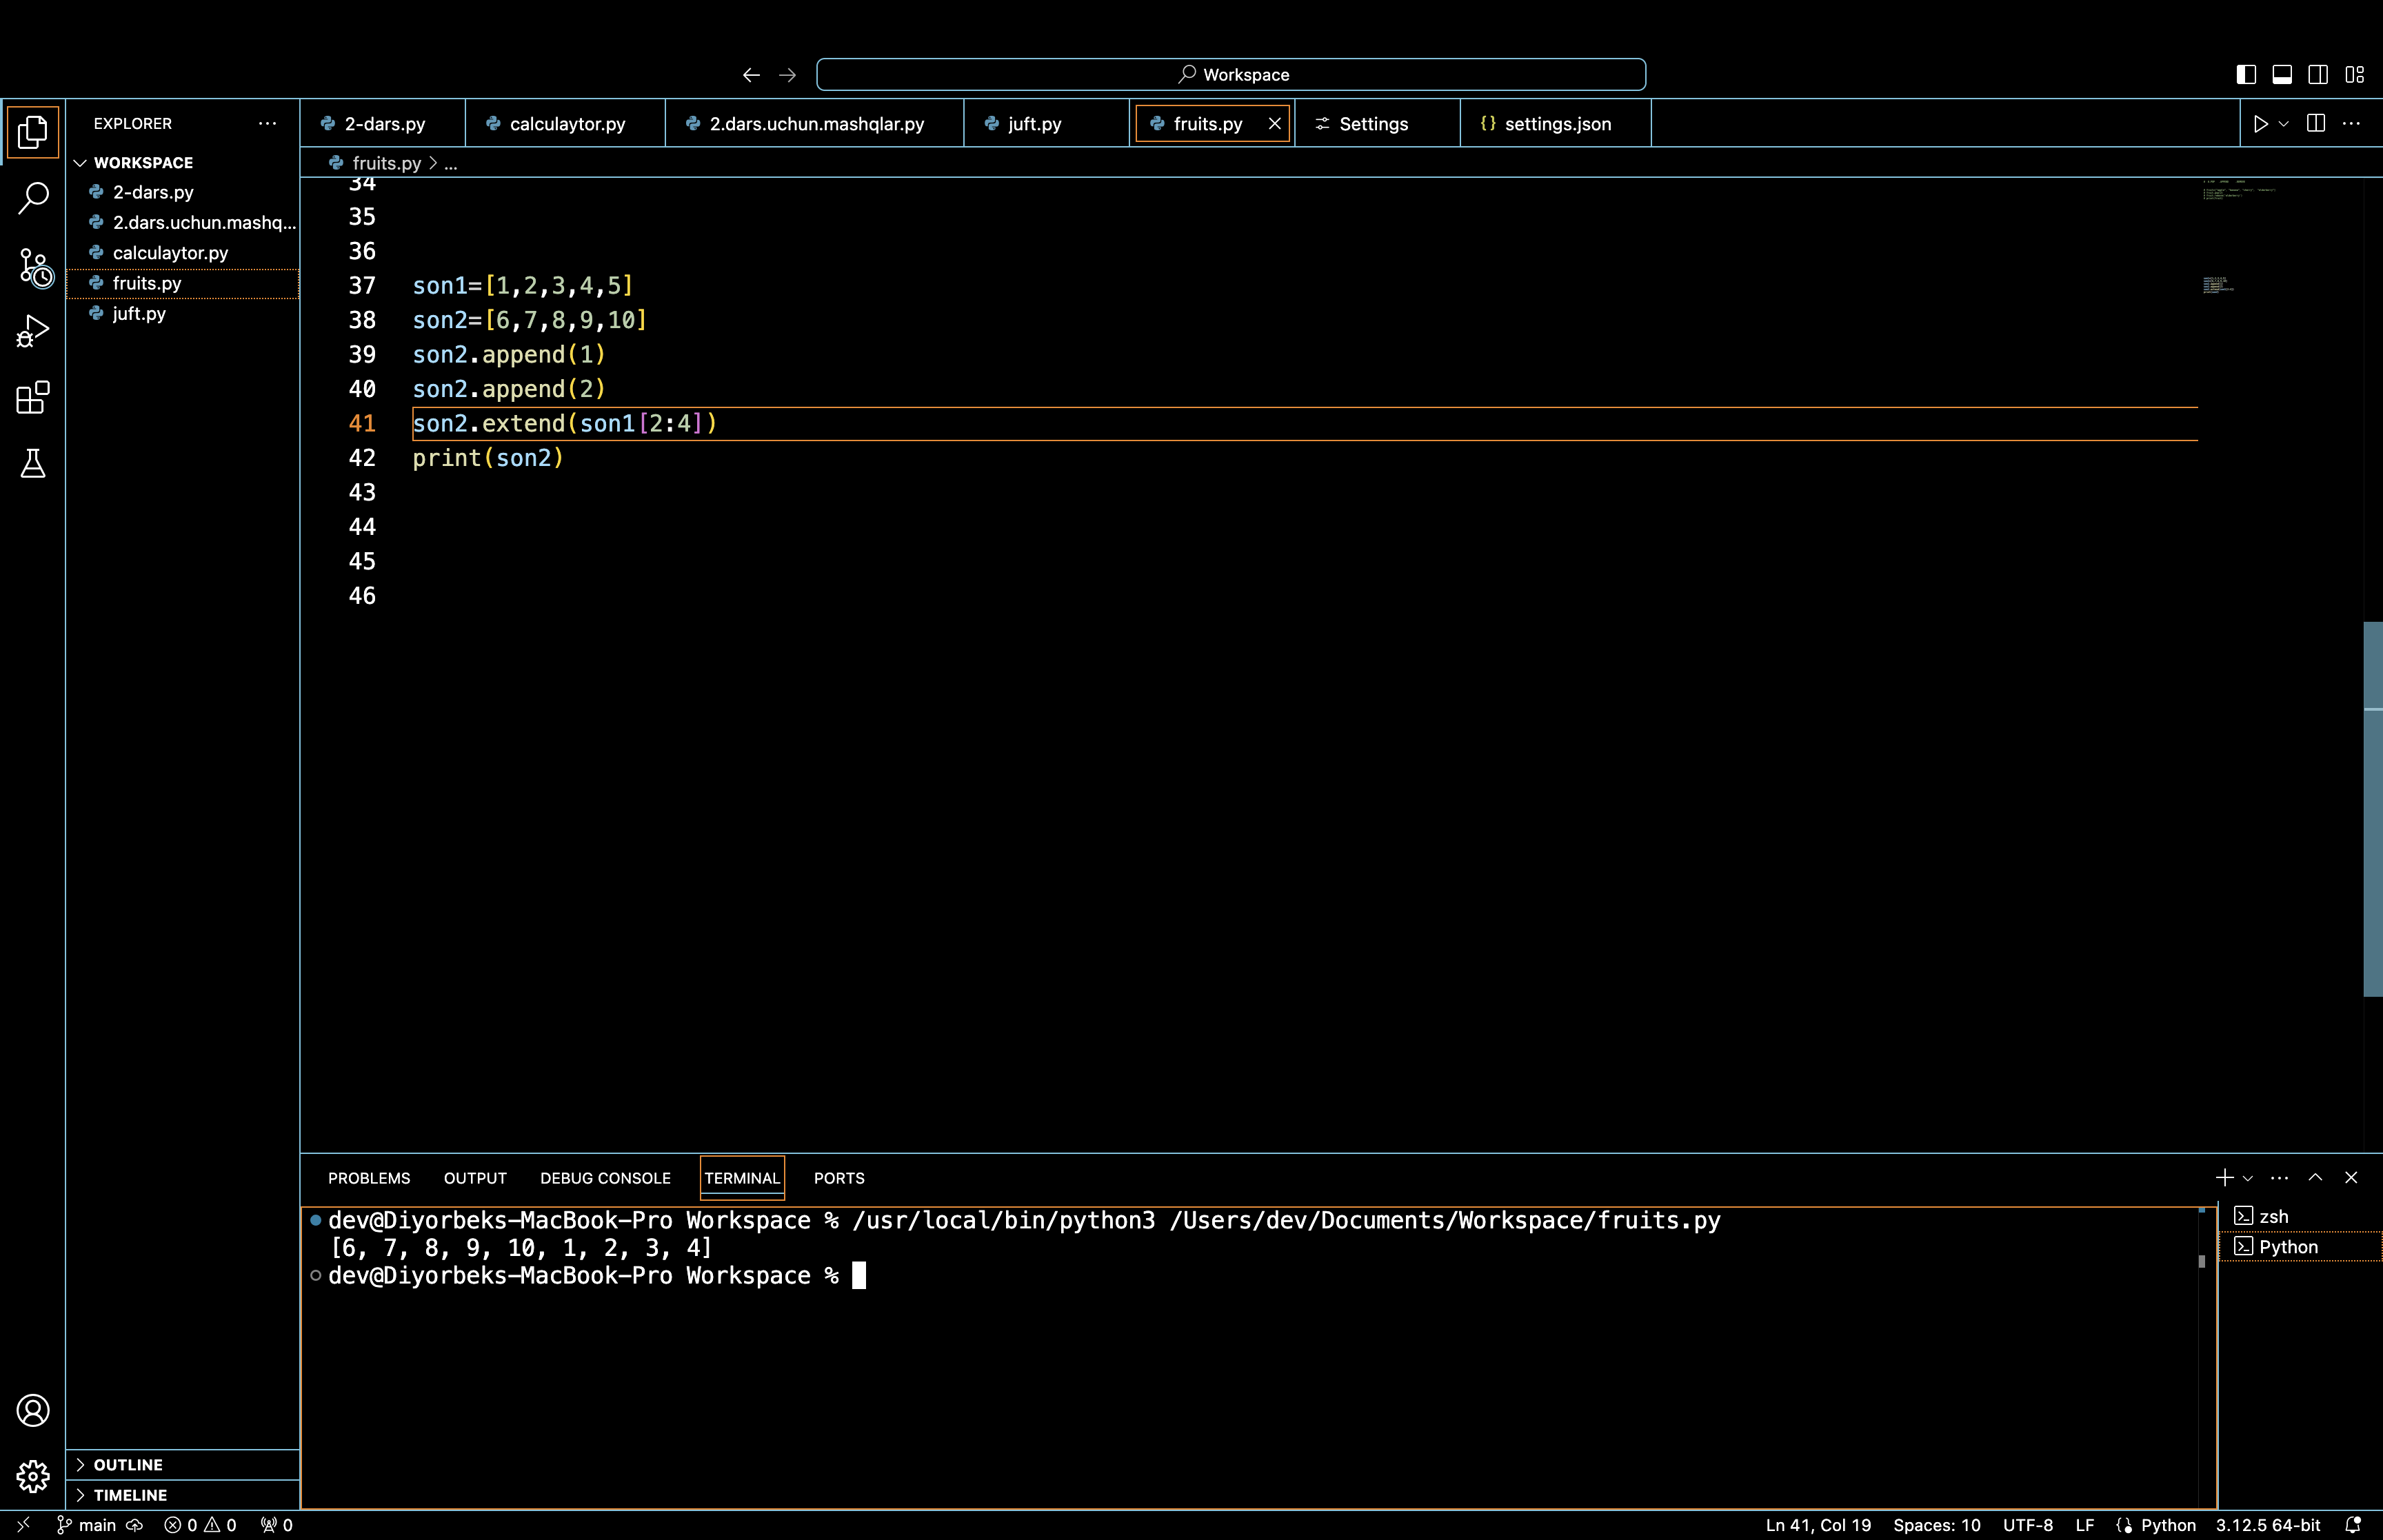 Workspace
EXPLORER
WORKSPACE
2-dars.py
2.dars.uchun.mashq...
calculaytor.py
fruits.py
juft.py
2-dars.py
calculaytor.py
2.dars.uchun.mashqlar.py
juft.py
fruits.py
Settings
settings.json
fruits.py > ...
34
35
36
37 son1=[1,2,3,4,5]
38 son2=[6,7,8,9,10]
39 son2.append(1)
40 son2.append(2)
41 son2.extend(son1[2:4])
42 print(son2)
43
44
45
46
PROBLEMS OUTPUT DEBUG CONSOLE TERMINAL PORTS
dev@Diyorbeks-MacBook-Pro Workspace % /usr/local/bin/python3 /Users/dev/Documents/Workspace/fruits.py
[6, 7, 8, 9, 10, 1, 2, 3, 4]
dev@Diyorbeks-MacBook-Pro Workspace %
zsh
Python
OUTLINE
TIMELINE
main 0 0 0
Ln 41, Col 19 Spaces: 10 UTF-8 LF Python 3.12.5 64-bit